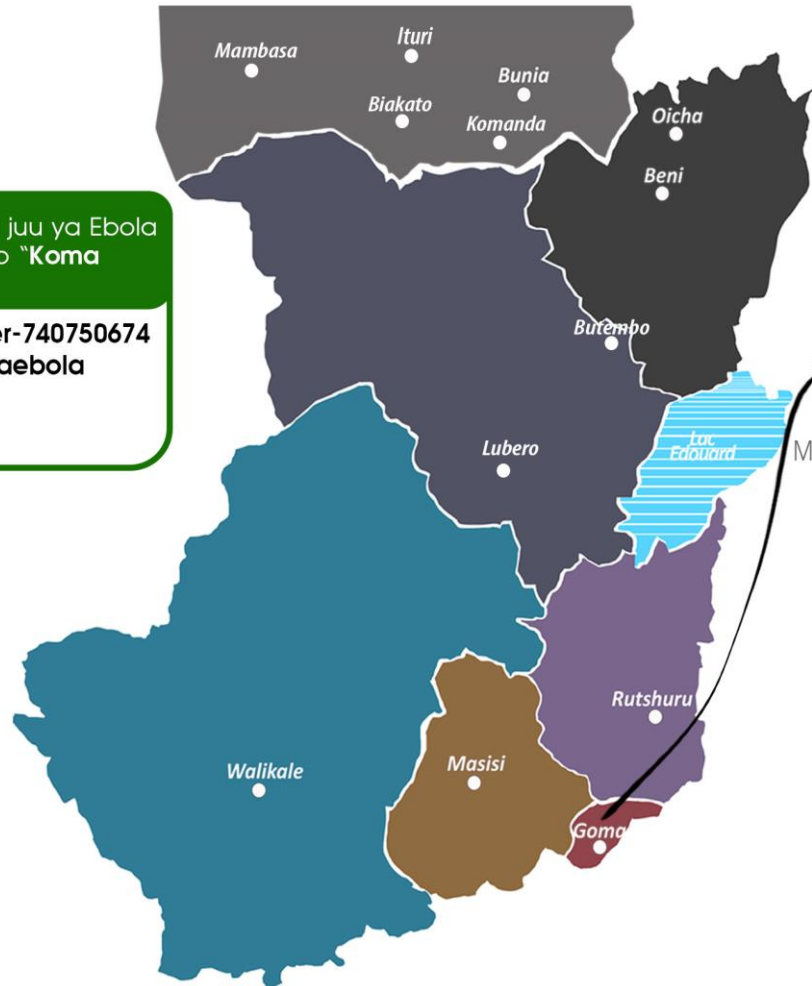 Mambasa
Ituri
Bunia
Biakato
Komanda
Oicha
Beni
juu ya Ebola
"Koma
-740750674
aebola
Butembo
Lac
Edouard
M
Lubero
Rutshuru
Walikale
Masisi
Goma